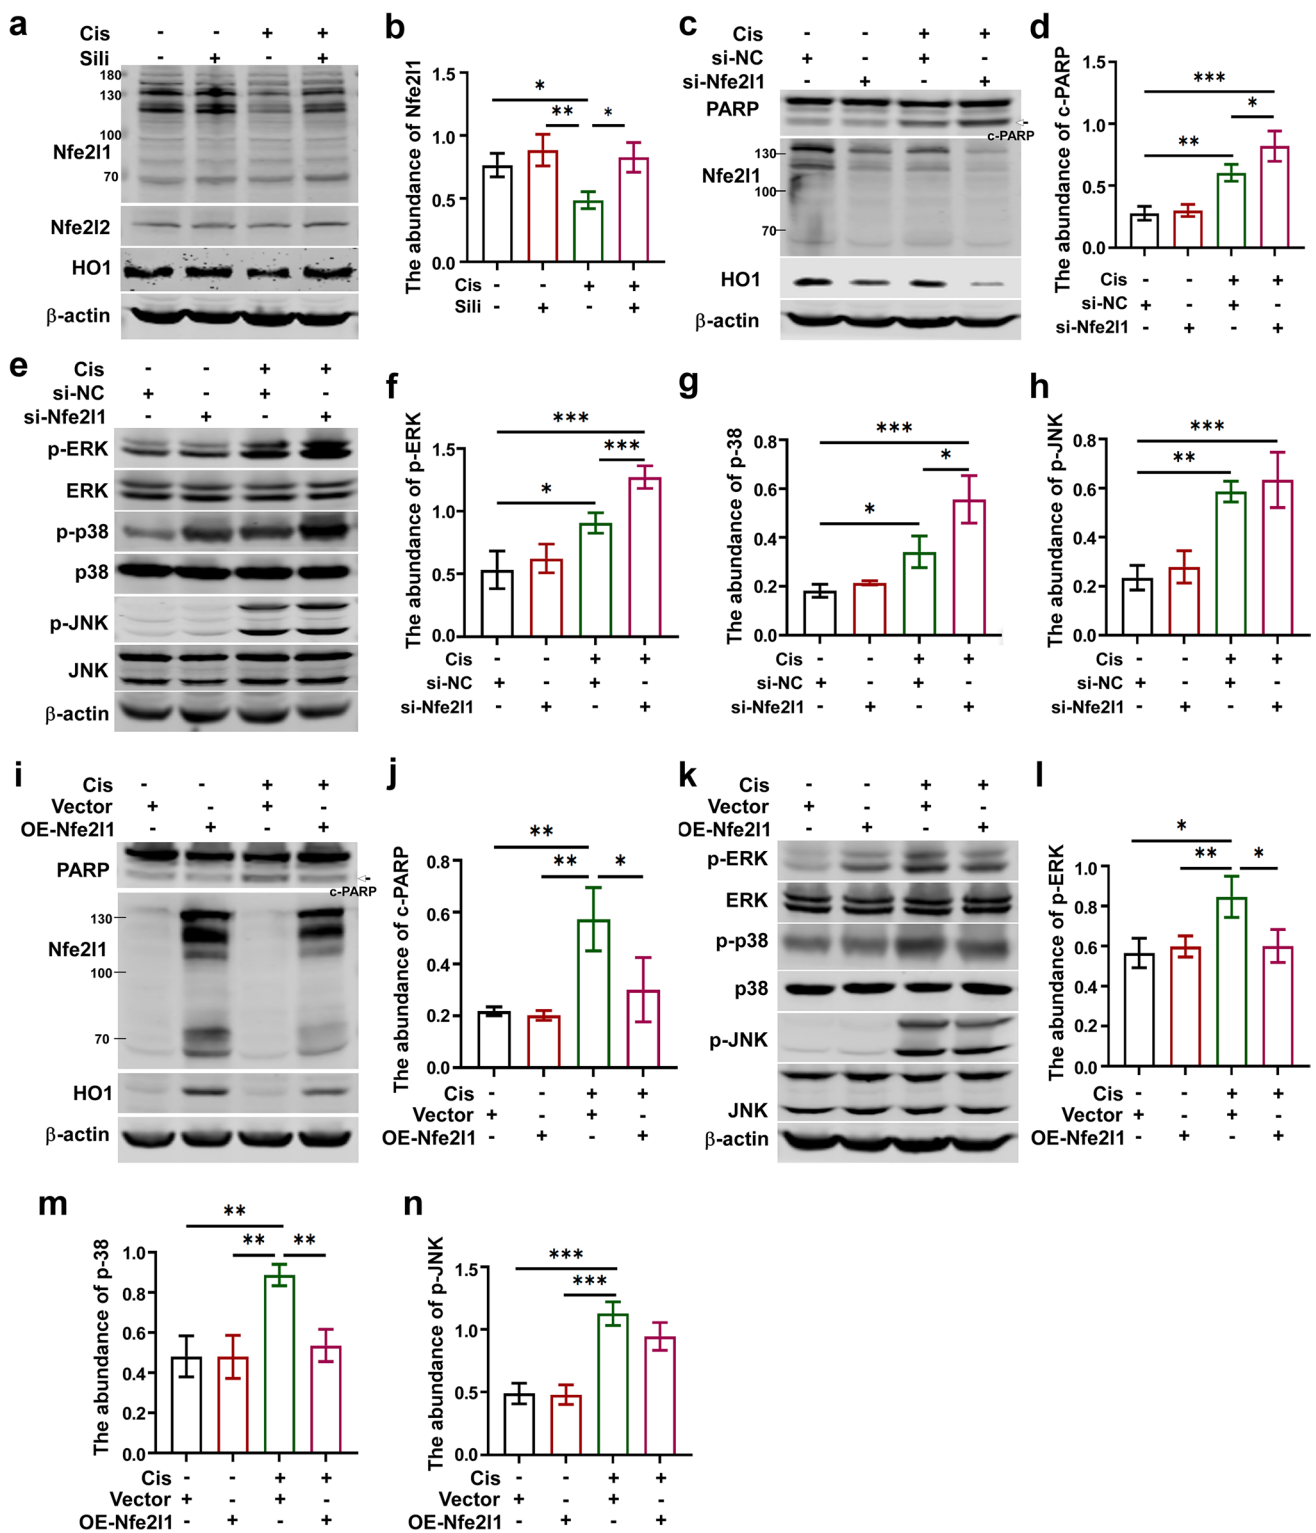 a
Cis - - + +
Sili - + - +
180
130
100
70
Nfe2l1
Nfe2l2
HO1
β-actin
b
The abundance of Nfe2l1
1.5
1.0
0.5
0.0
* ** *
Cis - - + +
Sili - + - +
c
Cis - - + +
si-NC + - + -
si-Nfe2l1 - + - +
PARP
c-PARP
130
Nfe2l1
100
70
HO1
β-actin
d
The abundance of c-PARP
1.5
1.0
0.5
0.0
***
*
**
Cis - - + +
si-NC + - + -
si-Nfe2l1 - + - +
e
Cis - - + +
si-NC + - + -
si-Nfe2l1 - + - +
p-ERK
ERK
p-p38
p38
p-JNK
JNK
β-actin
f
The abundance of p-ERK
1.5
1.0
0.5
0.0
***
***
*
Cis - - + +
si-NC + - + -
si-Nfe2l1 - + - +
g
The abundance of p-38
0.8
0.6
0.4
0.2
0.0
***
*
*
Cis - - + +
si-NC + - + -
si-Nfe2l1 - + - +
h
The abundance of p-JNK
0.8
0.6
0.4
0.2
0.0
***
**
Cis - - + +
si-NC + - + -
si-Nfe2l1 - + - +
i
Cis - - + +
Vector + - + -
OE-Nfe2l1 - + - +
PARP
c-PARP
130
Nfe2l1
100
70
HO1
β-actin
j
The abundance of c-PARP
0.8
0.6
0.4
0.2
0.0
**
** *
Cis - - + +
Vector + - + -
OE-Nfe2l1 - + - +
k
Cis - - + +
Vector + - + -
OE-Nfe2l1 - + - +
p-ERK
ERK
p-p38
p38
p-JNK
JNK
β-actin
l
The abundance of p-ERK
1.0
0.8
0.6
0.4
0.2
0.0
*
** *
Cis - - + +
Vector + - + -
OE-Nfe2l1 - + - +
m
The abundance of p-38
1.0
0.8
0.6
0.4
0.2
0.0
**
** **
Cis - - + +
Vector + - + -
OE-Nfe2l1 - + - +
n
The abundance of p-JNK
1.5
1.0
0.5
0.0
***
***
Cis - - + +
Vector + - + -
OE-Nfe2l1 - + - +